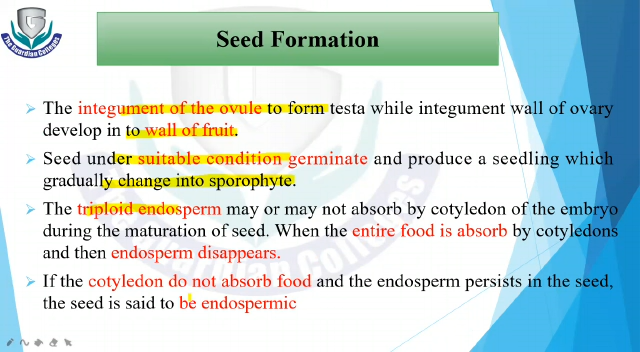 The Guardian Colleges
Seed Formation
The integument of the ovule to form testa while integument wall of ovary
develop in to wall of fruit.
Seed under suitable condition germinate and produce a seedling which
gradually change into sporophyte.
The triploid endosperm may or may not absorb by cotyledon of the embryo
during the maturation of seed. When the entire food is absorb by cotyledons
and then endosperm disappears.
If the cotyledon do not absorb food and the endosperm persists in the seed,
the seed is said to be endospermic